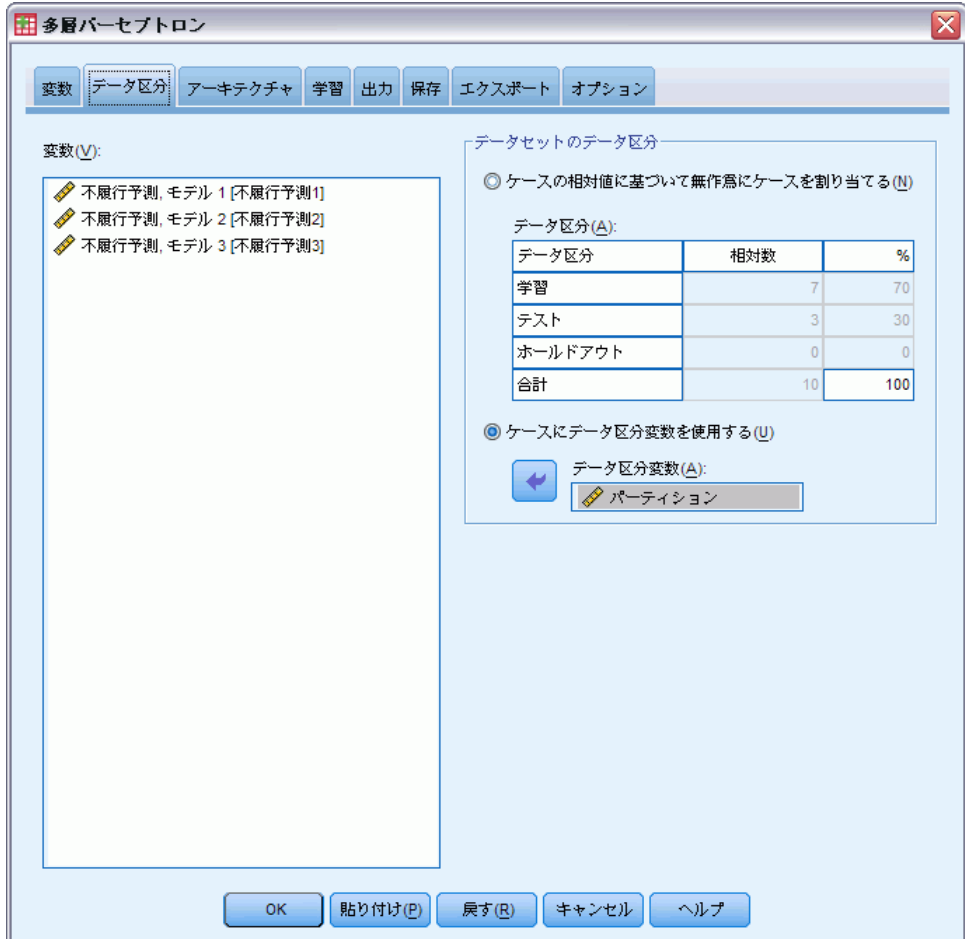 多層パーセプトロン
変数 データ区分 アーキテクチャ 学習 出力 保存 エクスポート オプション
変数(V):
不履行予測, モデル 1 [不履行予測1]
不履行予測, モデル 2 [不履行予測2]
不履行予測, モデル 3 [不履行予測3]
データセットのデータ区分
ケースの相対値に基づいて無作為にケースを割り当てる(N)
データ区分(A):
データ区分 相対数 %
学習 7 70
テスト 3 30
ホールドアウト 0 0
合計 10 100
ケースにデータ区分変数を使用する(U)
データ区分変数(A):
パーティション
OK 貼り付け(P) 戻す(R) キャンセル ヘルプ